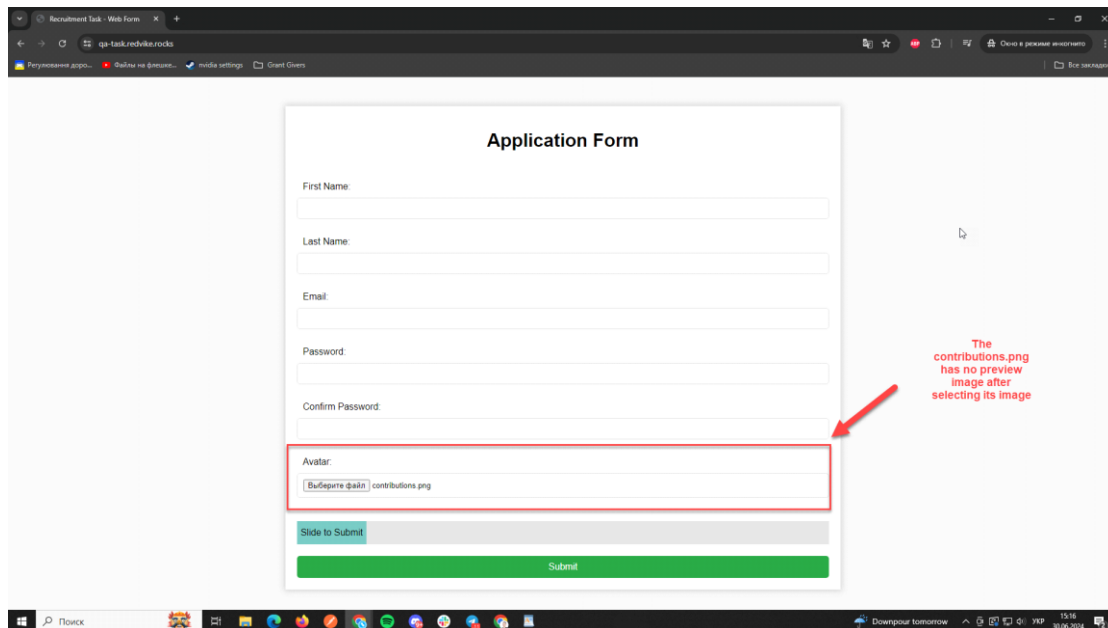 Recruitment Task - Web Form
qa-task.redvike.rocks
Окно в режиме инкогнито
Регулювання доро...
Файлы на флешке...
nvidia settings
Grant Givers
Все закладки
Application Form
First Name:
Last Name:
Email:
Password:
The
contributions.png
has no preview
image after
selecting its image
Confirm Password:
Avatar:
Выберите файл contributions.png
Slide to Submit
Submit
Поиск
Downpour tomorrow
УКР
15:16
30.06.2024